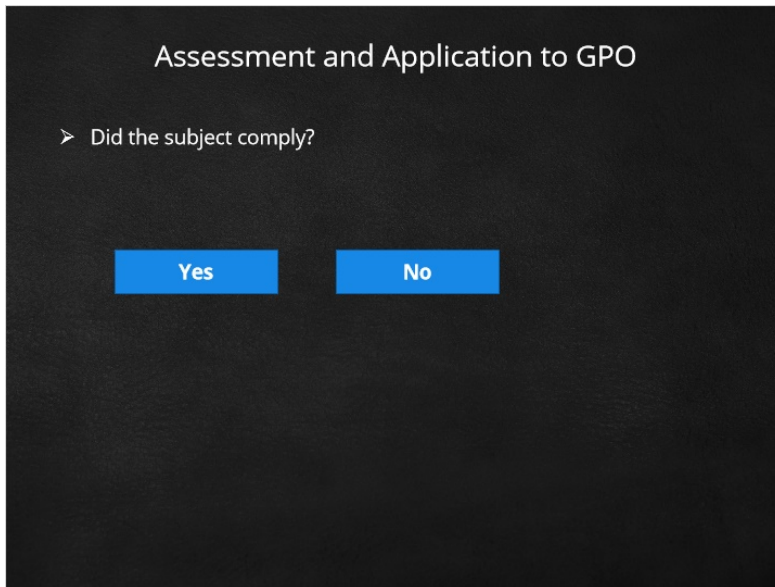 Assessment and Application to GPO
➢ Did the subject comply?
Yes
No